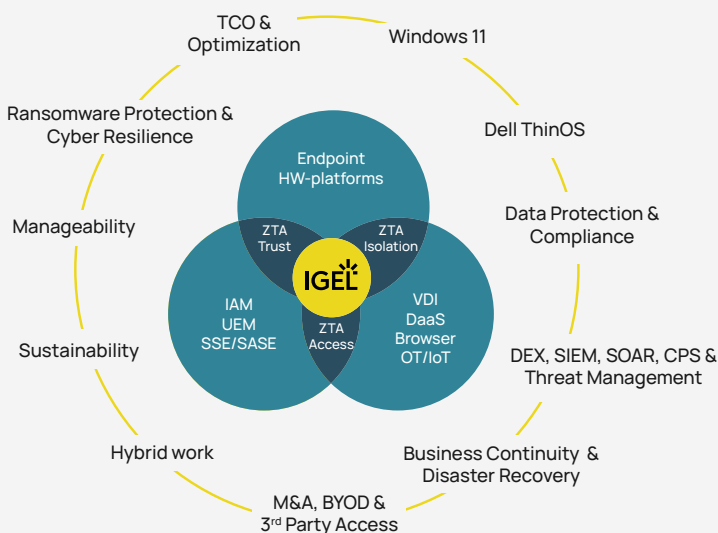 TCO &
Optimization
Windows 11
Ransomware Protection &
Cyber Resilience
Dell ThinOS
Endpoint
HW-platforms
Manageability
ZTA
Trust
ZTA
Isolation
Data Protection &
Compliance
IGEL
IAM
UEM
SSE/SASE
ZTA
Access
VDI
DaaS
Browser
OT/IoT
Sustainability
DEX, SIEM, SOAR, CPS &
Threat Management
Hybrid work
Business Continuity &
Disaster Recovery
M&A, BYOD &
3rd Party Access